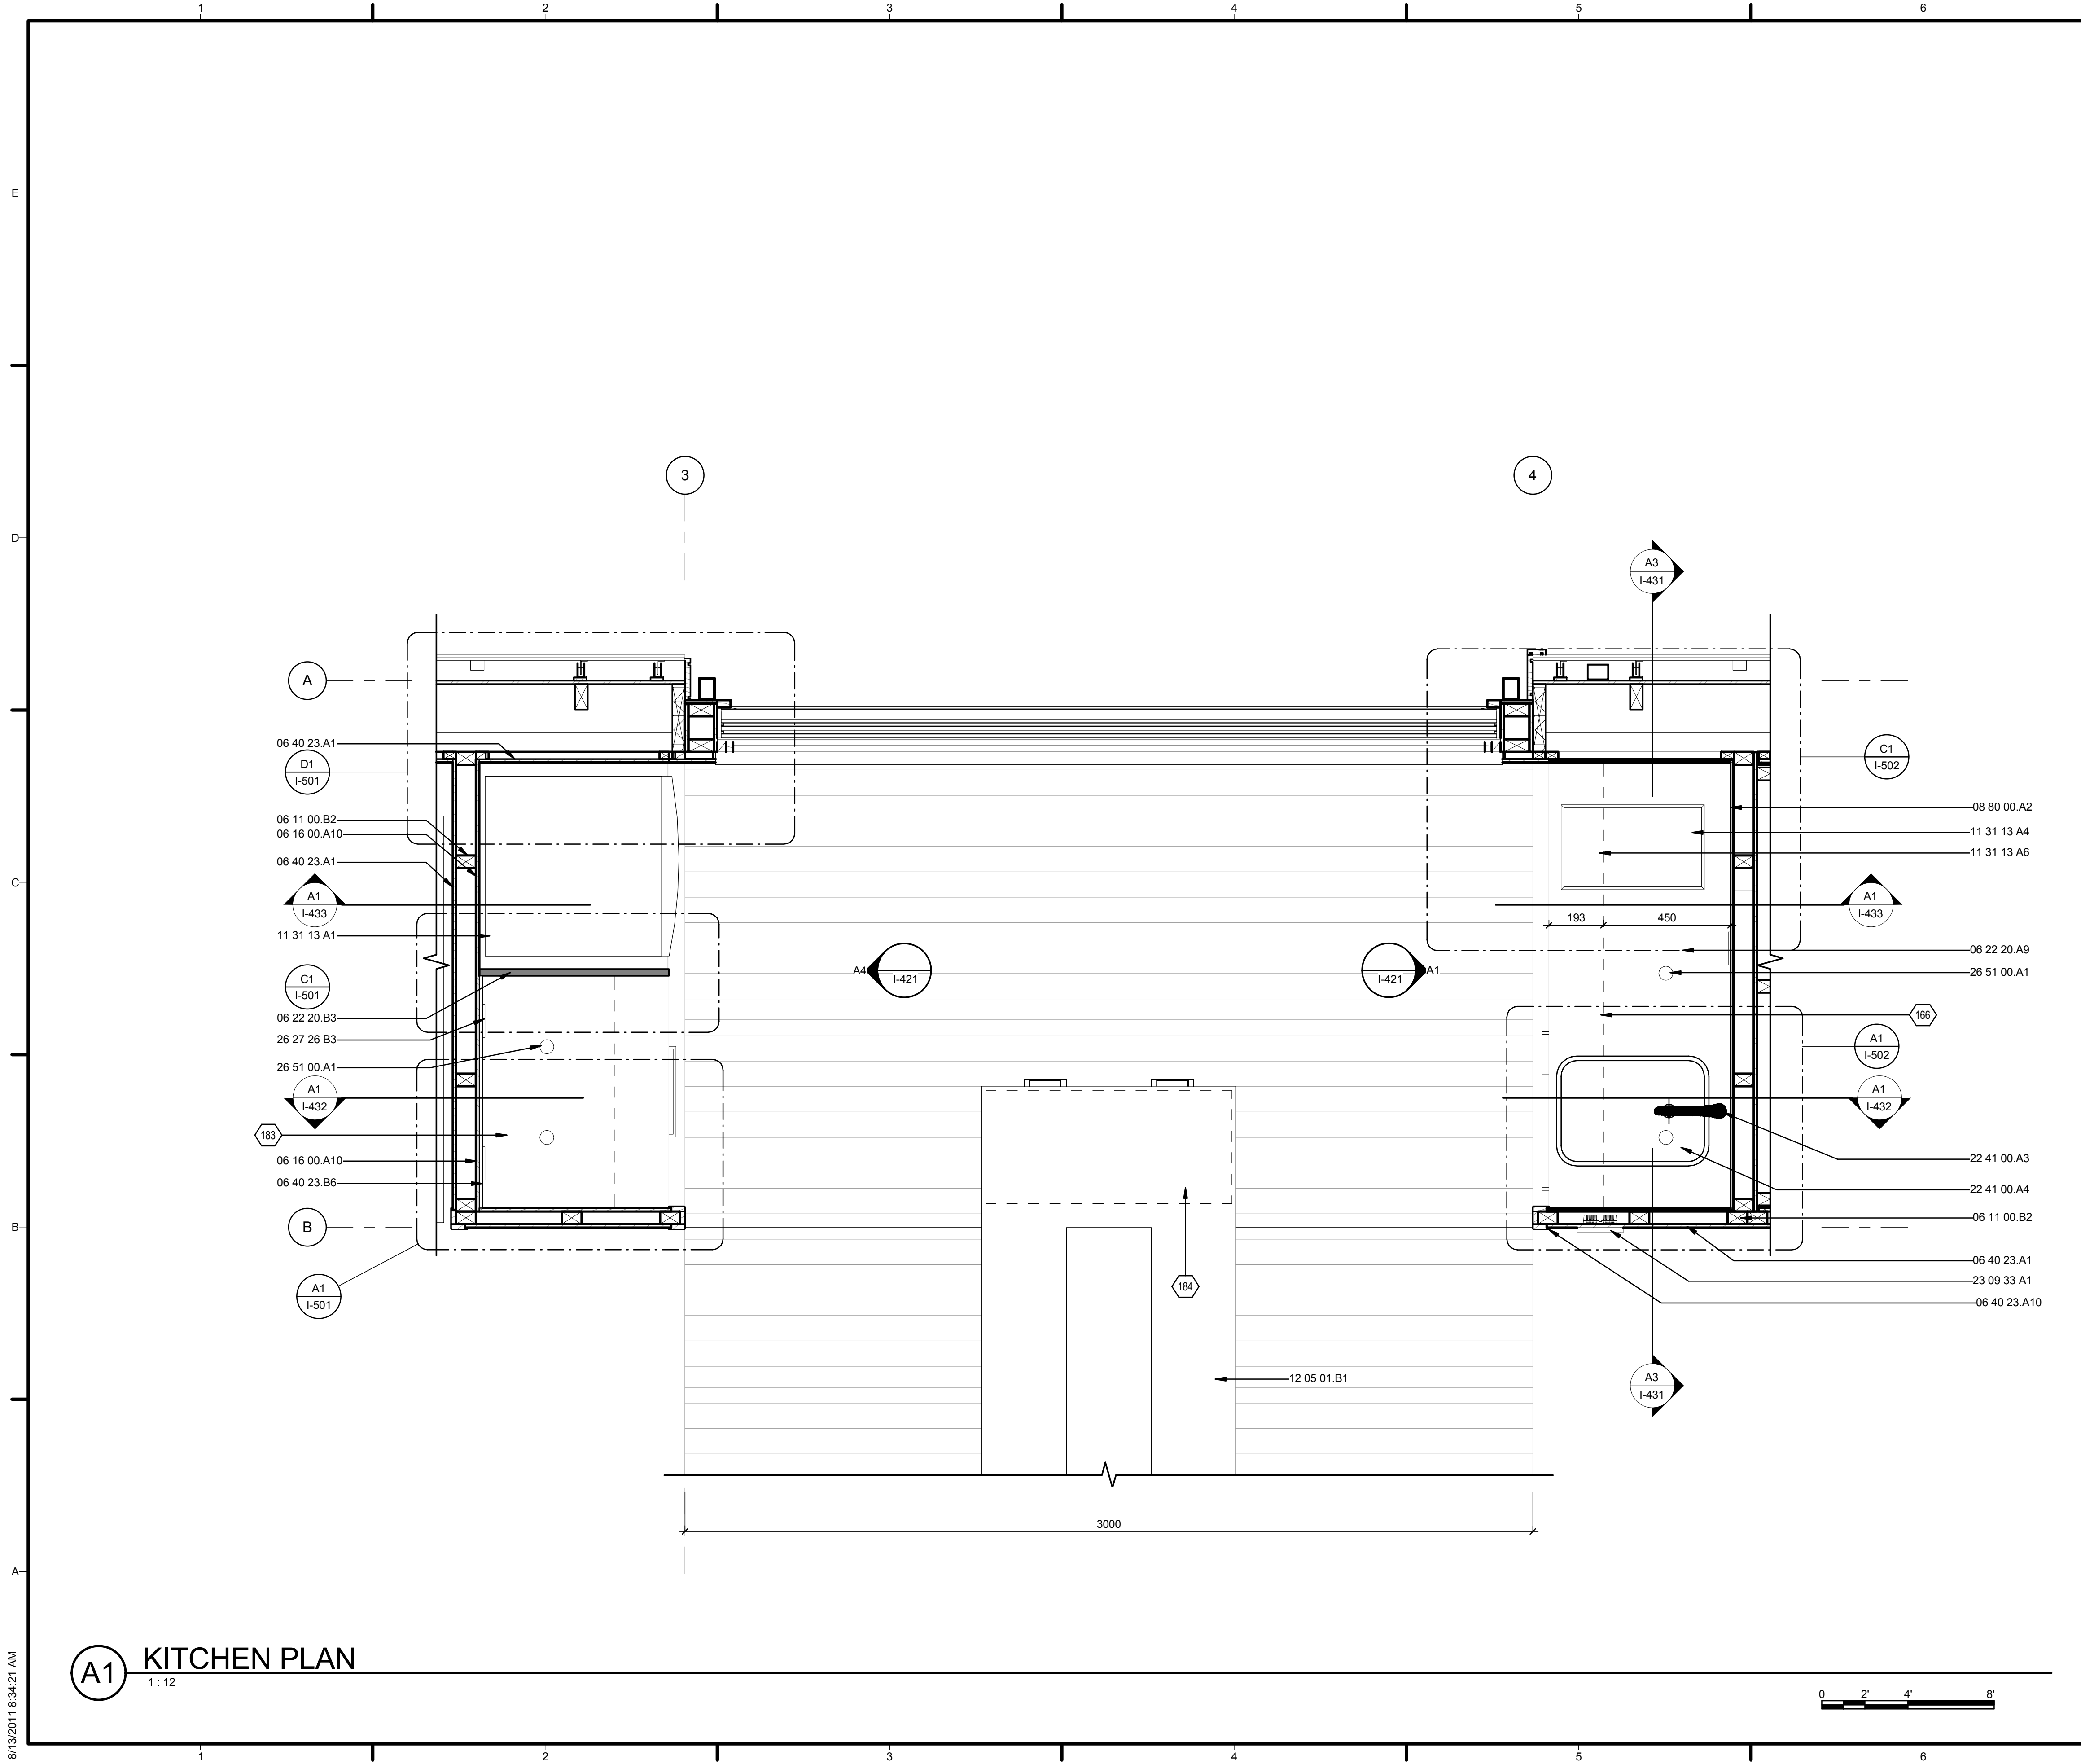 1 2 3 4 5 6
E
D
C
B
A
3
4
A3
I-431
A
B
06 40 23.A1
D1
I-501
06 11 00.B2
06 16 00.A10
06 40 23.A1
A1
I-433
11 31 13 A1
C1
I-501
06 22 20.B3
26 27 26 B3
26 51 00.A1
A1
I-432
183
06 16 00.A10
06 40 23.B6
A1
I-501
A4
I-421
I-421
A1
184
12 05 01.B1
3000
193
450
C1
I-502
08 80 00.A2
11 31 13 A4
11 31 13 A6
A1
I-433
06 22 20.A9
26 51 00.A1
166
A1
I-502
A1
I-432
22 41 00.A3
22 41 00.A4
06 11 00.B2
06 40 23.A1
23 09 33 A1
06 40 23.A10
A3
I-431
A1
KITCHEN PLAN
1 : 12
0 2' 4' 8'
8/13/2011 8:34:21 AM
1 2 3 4 5 6